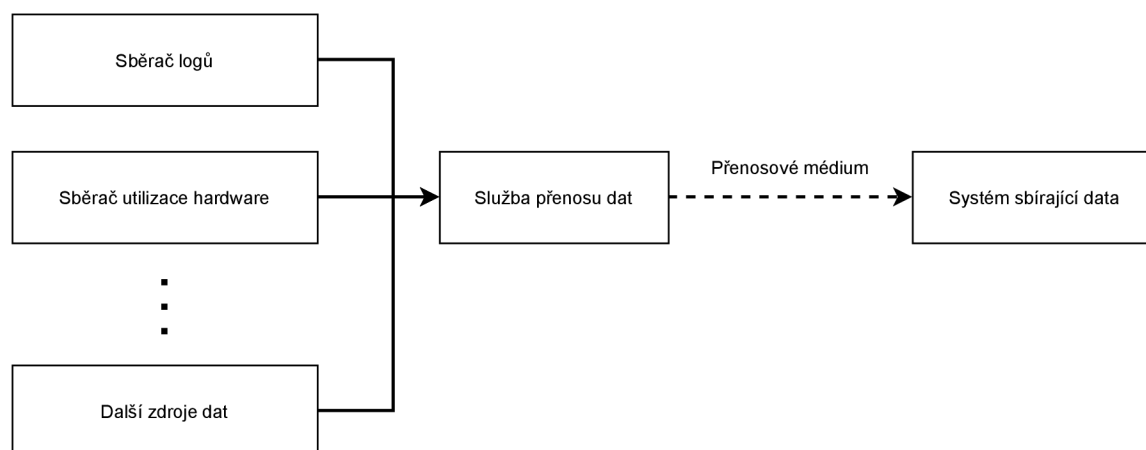 Sběrač logů
Sběrač utilizace hardware
Další zdroje dat
Služba přenosu dat
Přenosové médium
Systém sbírající data